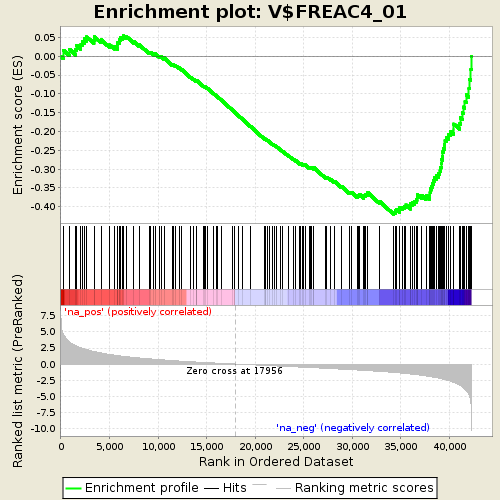 Enrichment plot: V$FREAC4_01
Enrichment score (ES)
0.05
0.00
-0.05
-0.10
-0.15
-0.20
-0.25
-0.30
-0.35
-0.40
'na_pos' (positively correlated)
Ranked list metric (PreRanked)
7.5
5.0
2.5
0.0
-2.5
-5.0
-7.5
-10.0
Zero cross at 17956
'na_neg' (negatively correlated)
0
5,000
10,000
15,000
20,000
25,000
30,000
35,000
40,000
Rank in Ordered Dataset
Enrichment profile
Hits
Ranking metric scores